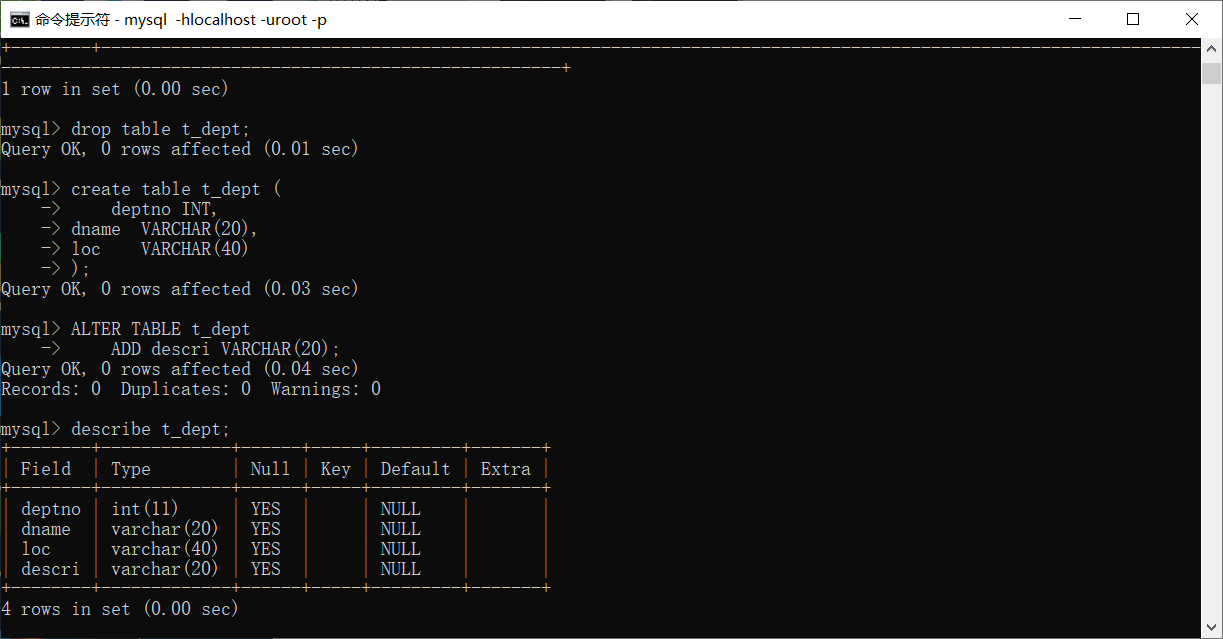 命令提示符 - mysql  -hlocalhost -uroot -p
+--------+--------------------------------------------------------------------------------------------------------------
--------------------------------------------------------+
1 row in set (0.00 sec)
mysql> drop table t_dept;
Query OK, 0 rows affected (0.01 sec)
mysql> create table t_dept (
    ->     deptno INT,
    -> dname  VARCHAR(20),
    -> loc    VARCHAR(40)
    -> );
Query OK, 0 rows affected (0.03 sec)
mysql> ALTER TABLE t_dept
    ->     ADD descri VARCHAR(20);
Query OK, 0 rows affected (0.04 sec)
Records: 0  Duplicates: 0  Warnings: 0
mysql> describe t_dept;
+--------+-------------+------+-----+---------+-------+
| Field  | Type        | Null | Key | Default | Extra |
+--------+-------------+------+-----+---------+-------+
| deptno | int(11)     | YES  |     | NULL    |       |
| dname  | varchar(20) | YES  |     | NULL    |       |
| loc    | varchar(40) | YES  |     | NULL    |       |
| descri | varchar(20) | YES  |     | NULL    |       |
+--------+-------------+------+-----+---------+-------+
4 rows in set (0.00 sec)